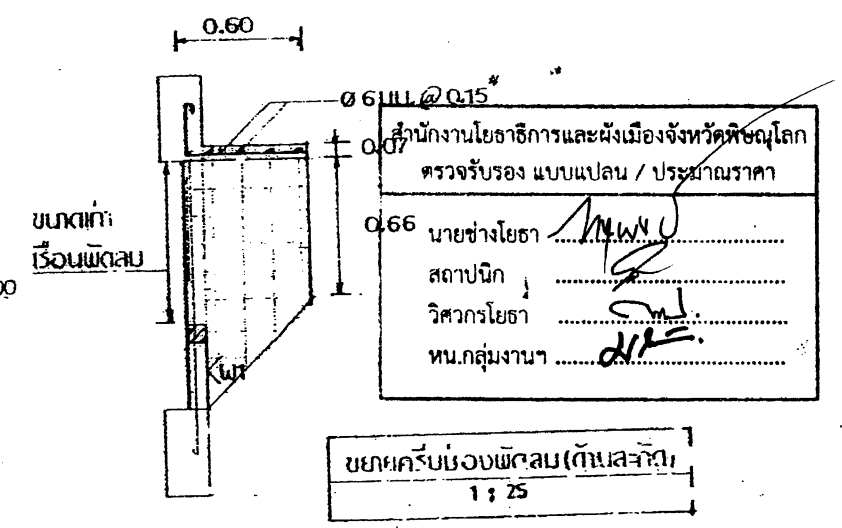 0.60
Ø 6 มม. @ 0.15
0.07
สำนักงานโยธาธิการและผังเมืองจังหวัดพิษณุโลก
ตรวจรับรอง แบบแปลน / ประมาณราคา
ขนาดเท่า
เรือนพัดลม
0.66
นายช่างโยธา
สถาปนิก
วิศวกรโยธา
หน.กลุ่มงานฯ
ขยายครีบช่องพัดลม(ด้านสะกัด)
1 : 25